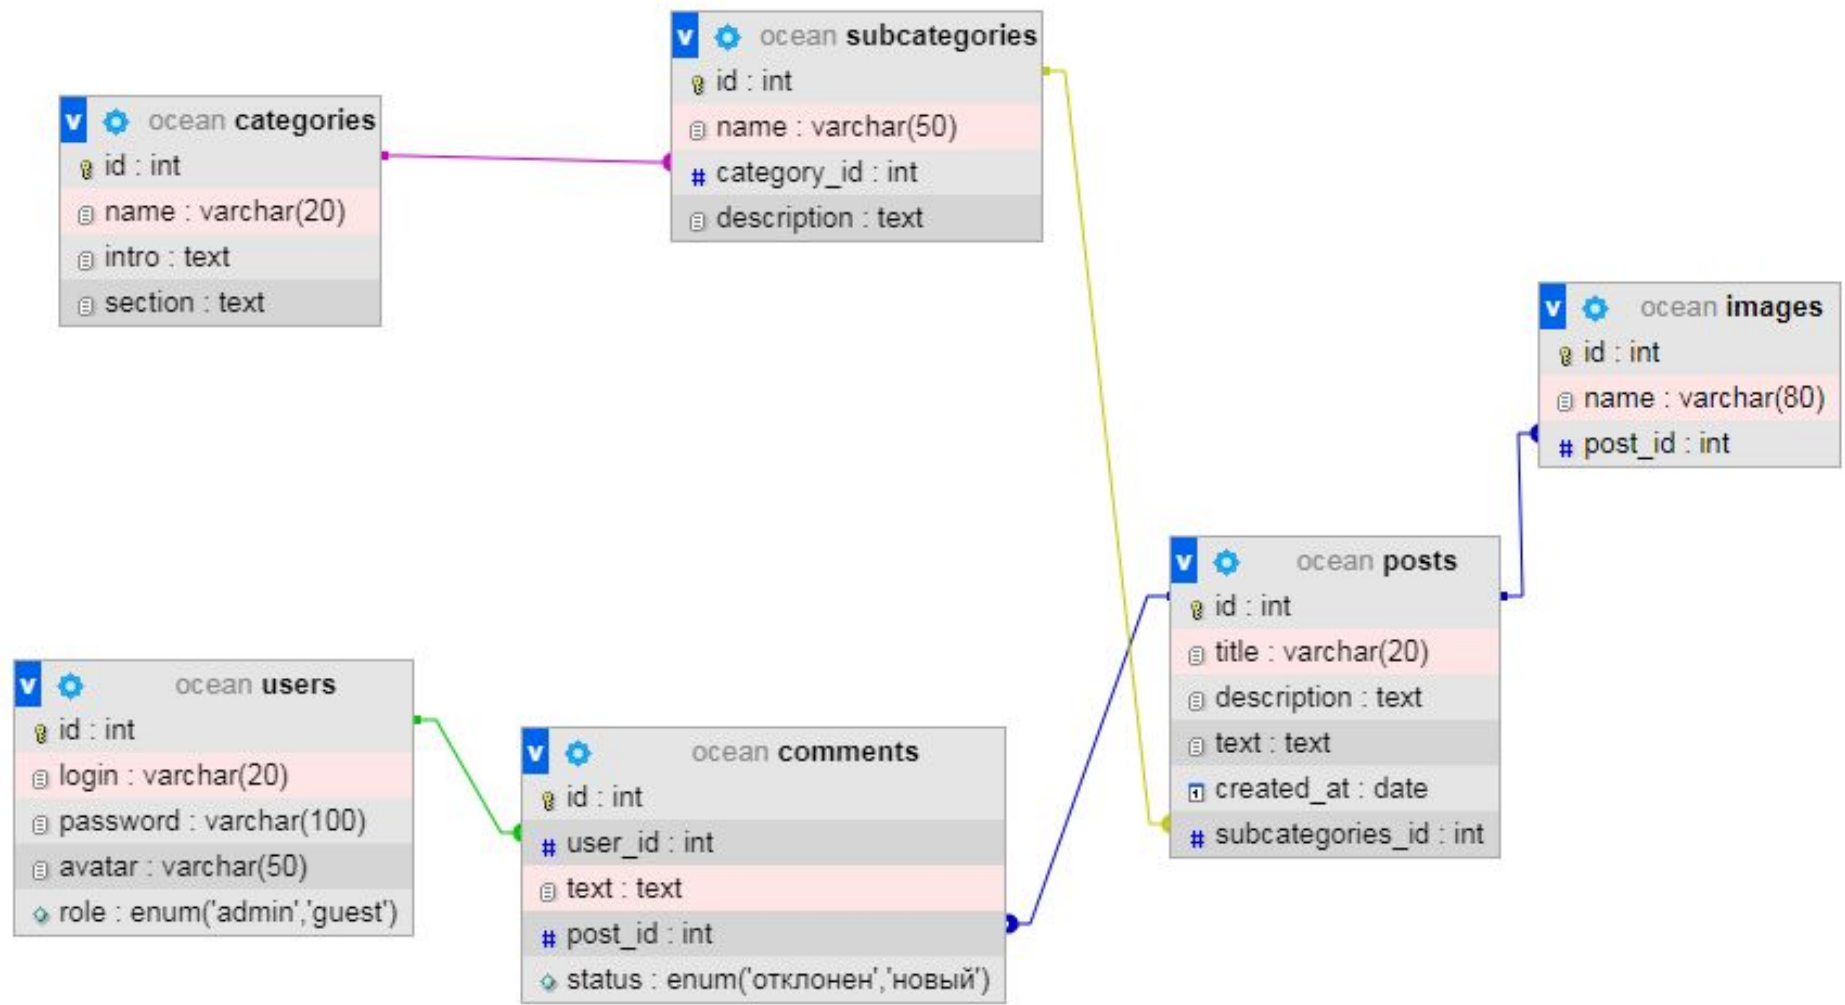 v ocean categories
id : int
name : varchar(20)
intro : text
section : text
v ocean subcategories
id : int
name : varchar(50)
# category_id : int
description : text
v ocean images
id : int
name : varchar(80)
# post_id : int
v ocean posts
id : int
title : varchar(20)
description : text
text : text
created_at : date
# subcategories_id : int
v ocean users
id : int
login : varchar(20)
password : varchar(100)
avatar : varchar(50)
role : enum('admin','guest')
v ocean comments
id : int
# user_id : int
text : text
# post_id : int
status : enum('отклонен','новый')